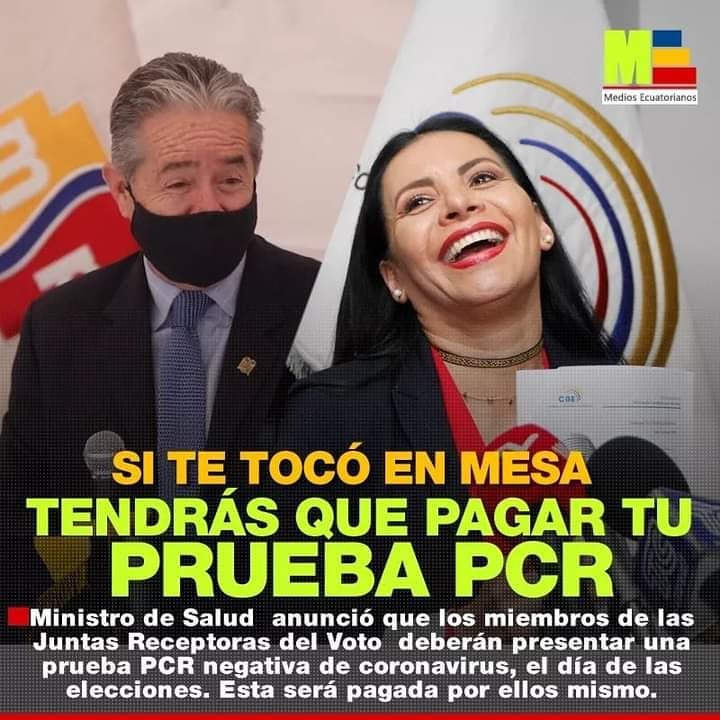 ME
Medios Ecuatorianos
CNE
SI TE TOCÓ EN MESA
TENDRÁS QUE PAGAR TU
PRUEBA PCR
Ministro de Salud anunció que los miembros de las
Juntas Receptoras del Voto deberán presentar una
prueba PCR negativa de coronavirus, el día de las
elecciones. Esta será pagada por ellos mismo.